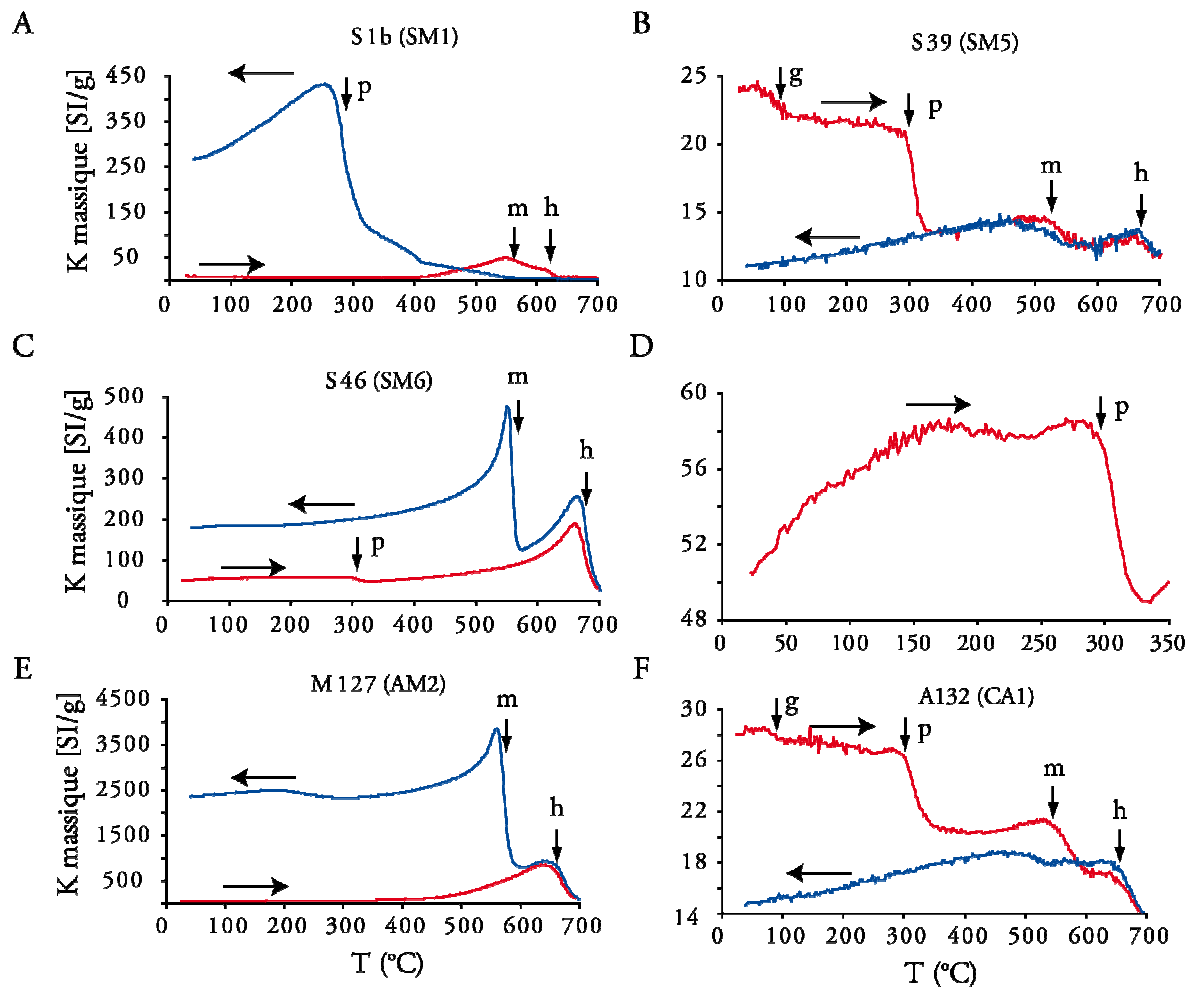 A
S 1b (SM1)
K massique [SI/g]
450
350
250
150
50
p
m
h
0 100 200 300 400 500 600 700
B
S 39 (SM5)
25
20
15
10
g
p
m
h
0 100 200 300 400 500 600 700
C
S 46 (SM6)
K massique [SI/g]
500
400
300
200
100
0
m
h
p
0 100 200 300 400 500 600 700
D
60
56
52
48
p
0 50 100 150 200 250 300 350
E
M 127 (AM2)
K massique [SI/g]
4500
3500
2500
1500
500
m
h
0 100 200 300 400 500 600 700
T (°C)
F
A132 (CA1)
30
26
22
18
14
g
p
m
h
0 100 200 300 400 500 600 700
T (°C)